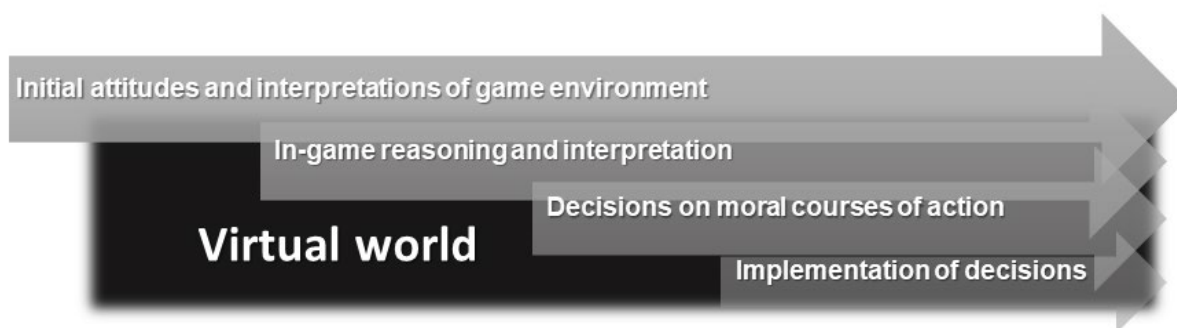 Initial attitudes and interpretations of game environment
In-game reasoning and interpretation
Decisions on moral courses of action
Virtual world
Implementation of decisions